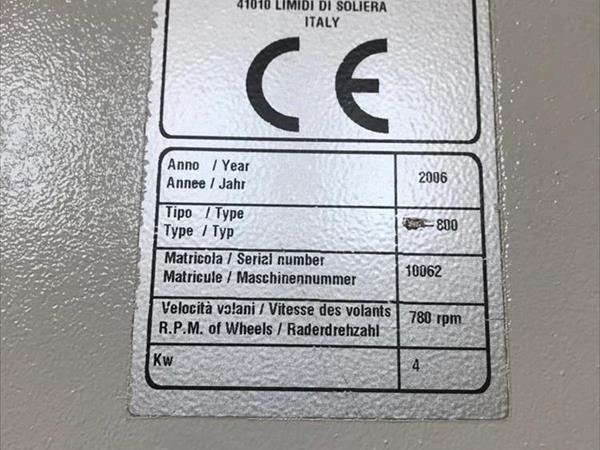 41010 LIMIDI DI SOLIERA
ITALY
CE
Anno / Year
Annee / Jahr
2006
Tipo / Type
Type / Typ
800
Matricola / Serial number
Matricule / Maschinennummer
10062
Velocità volani / Vitesse des volants
R.P.M. of Wheels / Raderdrehzahl
780 rpm
Kw
4